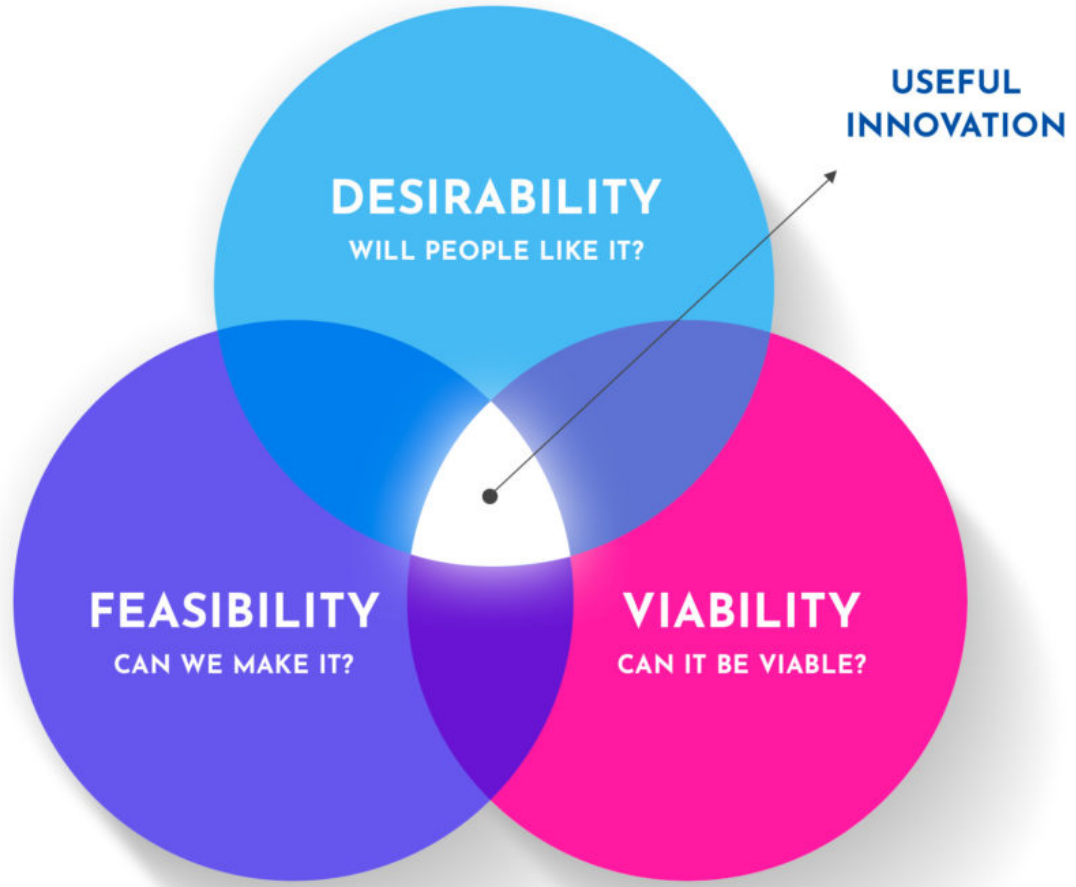 USEFUL
INNOVATION
DESIRABILITY
WILL PEOPLE LIKE IT?
FEASIBILITY
CAN WE MAKE IT?
VIABILITY
CAN IT BE VIABLE?